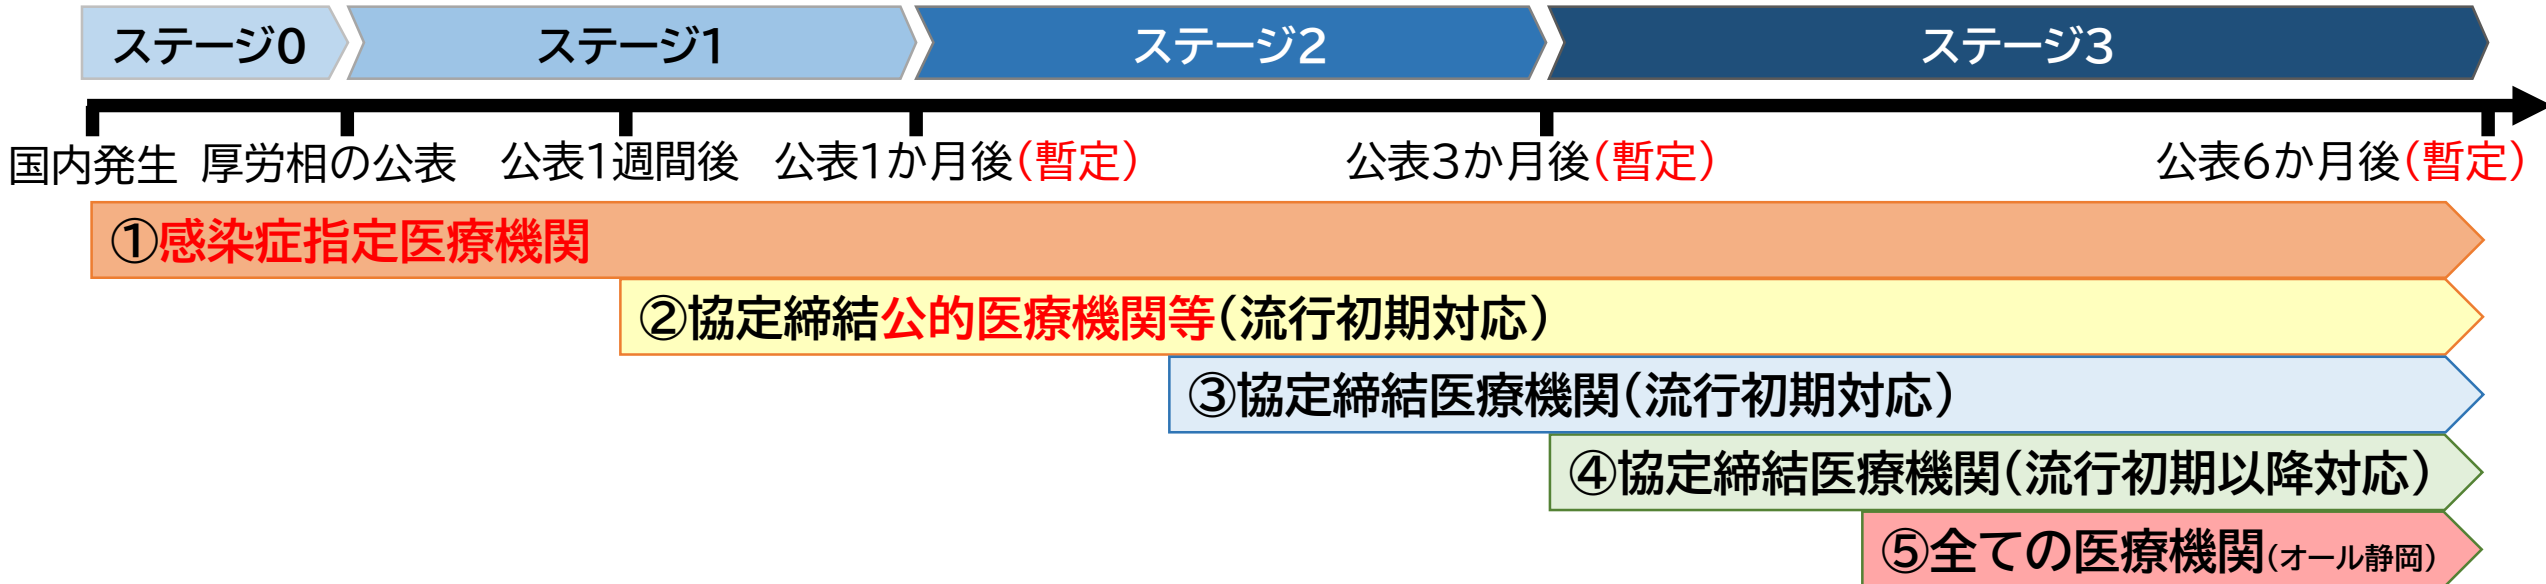 ステージ0 ステージ1 ステージ2 ステージ3
国内発生 厚労相の公表 公表1週間後 公表1か月後(暫定) 公表3か月後(暫定) 公表6か月後(暫定)
①感染症指定医療機関
②協定締結公的医療機関等(流行初期対応)
③協定締結医療機関(流行初期対応)
④協定締結医療機関(流行初期以降対応)
⑤全ての医療機関(オール静岡)